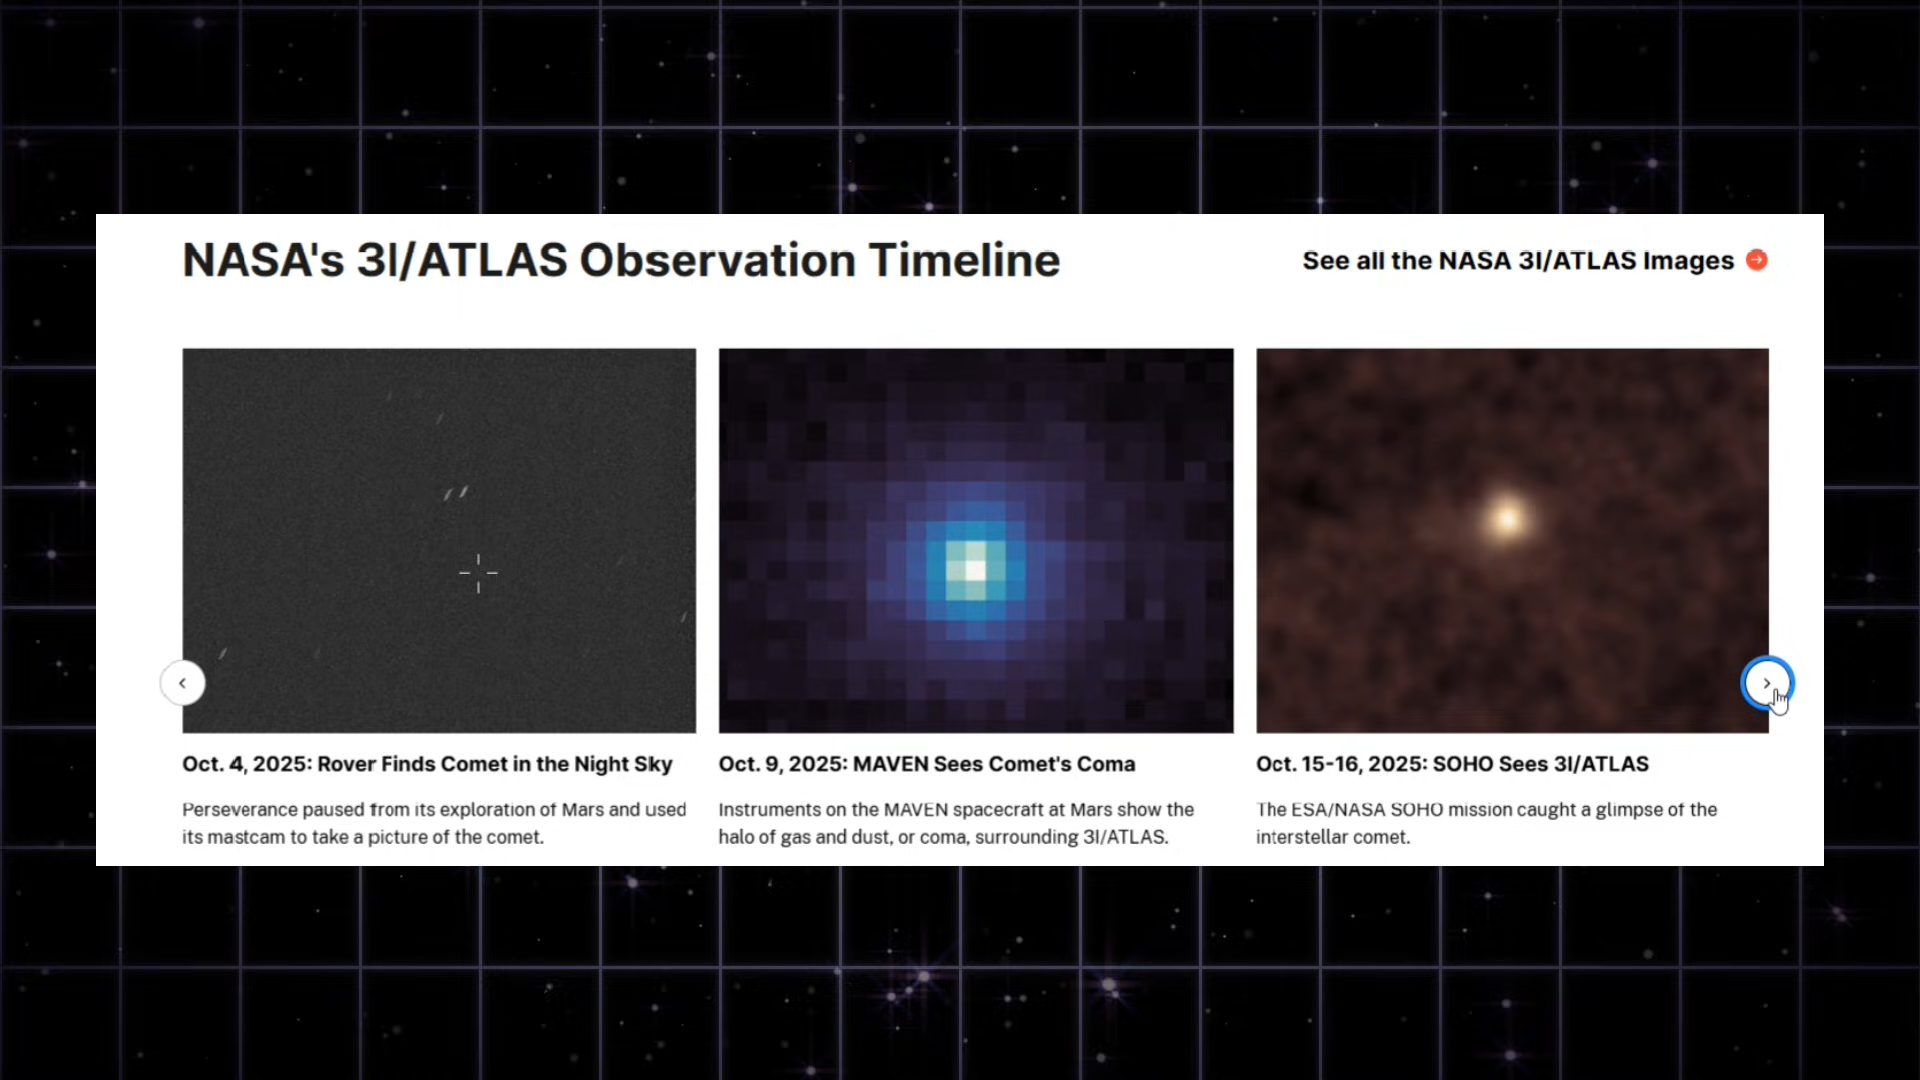 NASA's 3I/ATLAS Observation Timeline
See all the NASA 3I/ATLAS Images
Oct. 4, 2025: Rover Finds Comet in the Night Sky
Perseverance paused from its exploration of Mars and used
its mastcam to take a picture of the comet.
Oct. 9, 2025: MAVEN Sees Comet's Coma
Instruments on the MAVEN spacecraft at Mars show the
halo of gas and dust, or coma, surrounding 3I/ATLAS.
Oct. 15-16, 2025: SOHO Sees 3I/ATLAS
The ESA/NASA SOHO mission caught a glimpse of the
interstellar comet.